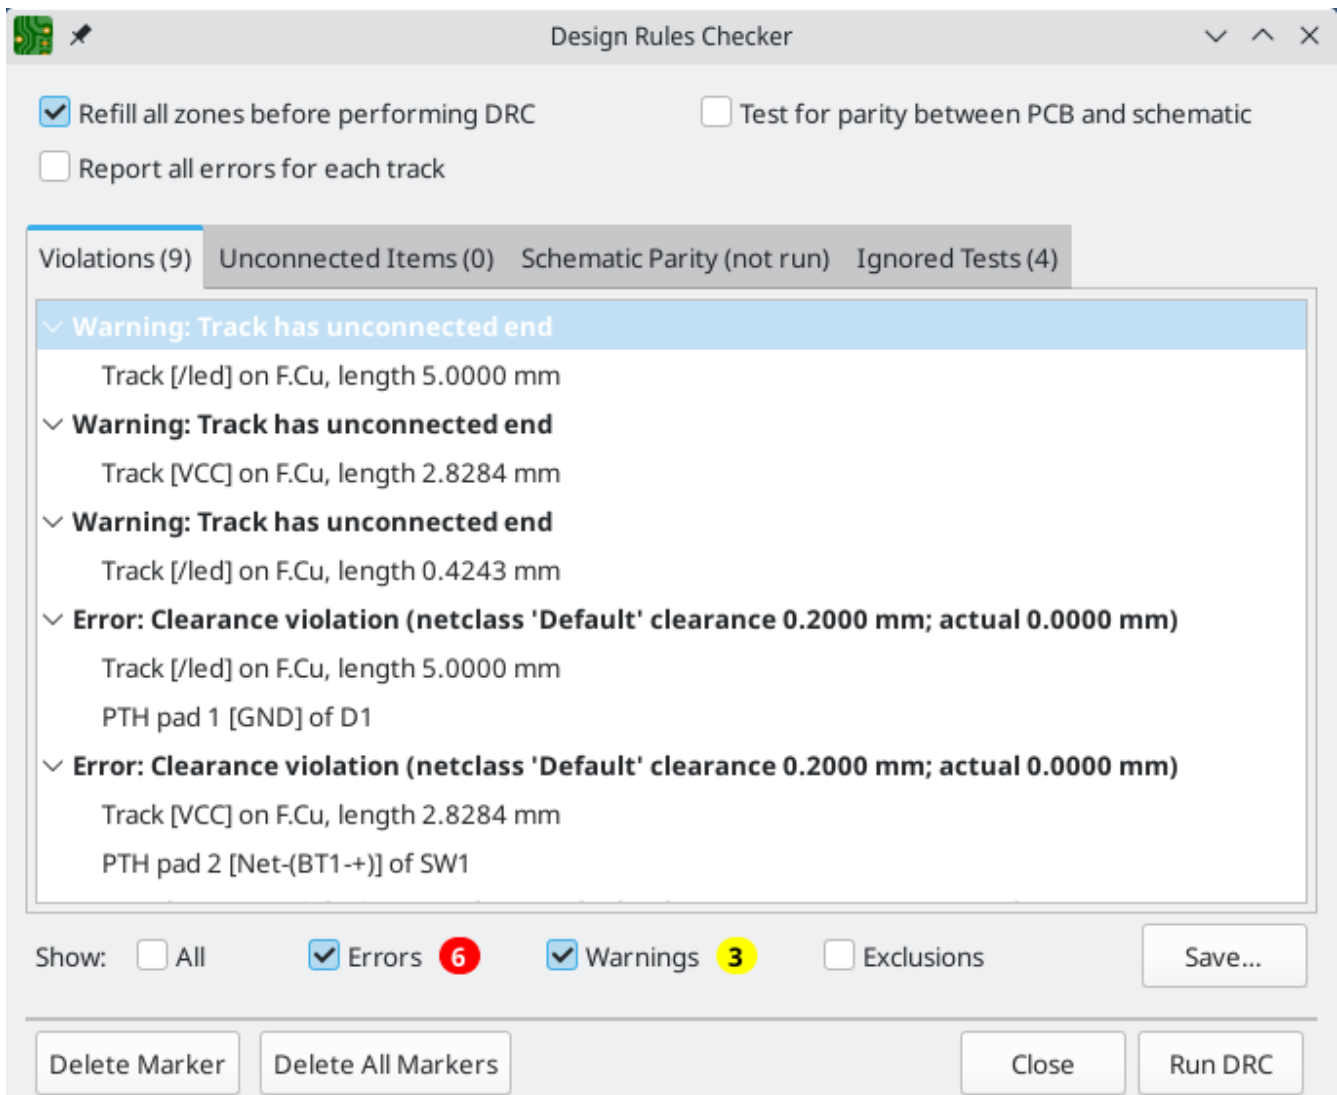 Design Rules Checker
Refill all zones before performing DRC
Test for parity between PCB and schematic
Report all errors for each track
Violations (9) Unconnected Items (0) Schematic Parity (not run) Ignored Tests (4)
Warning: Track has unconnected end
Track [/led] on F.Cu, length 5.0000 mm
Warning: Track has unconnected end
Track [VCC] on F.Cu, length 2.8284 mm
Warning: Track has unconnected end
Track [/led] on F.Cu, length 0.4243 mm
Error: Clearance violation (netclass 'Default' clearance 0.2000 mm; actual 0.0000 mm)
Track [/led] on F.Cu, length 5.0000 mm
PTH pad 1 [GND] of D1
Error: Clearance violation (netclass 'Default' clearance 0.2000 mm; actual 0.0000 mm)
Track [VCC] on F.Cu, length 2.8284 mm
PTH pad 2 [Net-(BT1-+)] of SW1
Show: All Errors 6 Warnings 3 Exclusions Save...
Delete Marker Delete All Markers Close Run DRC